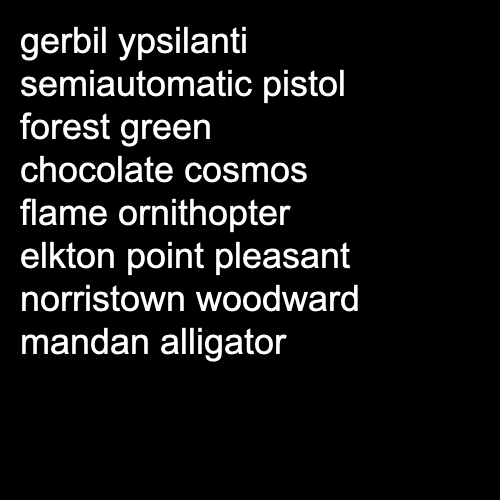 gerbil ypsilanti
semiautomatic pistol
forest green
chocolate cosmos
flame ornithopter
elkton point pleasant
norristown woodward
mandan alligator